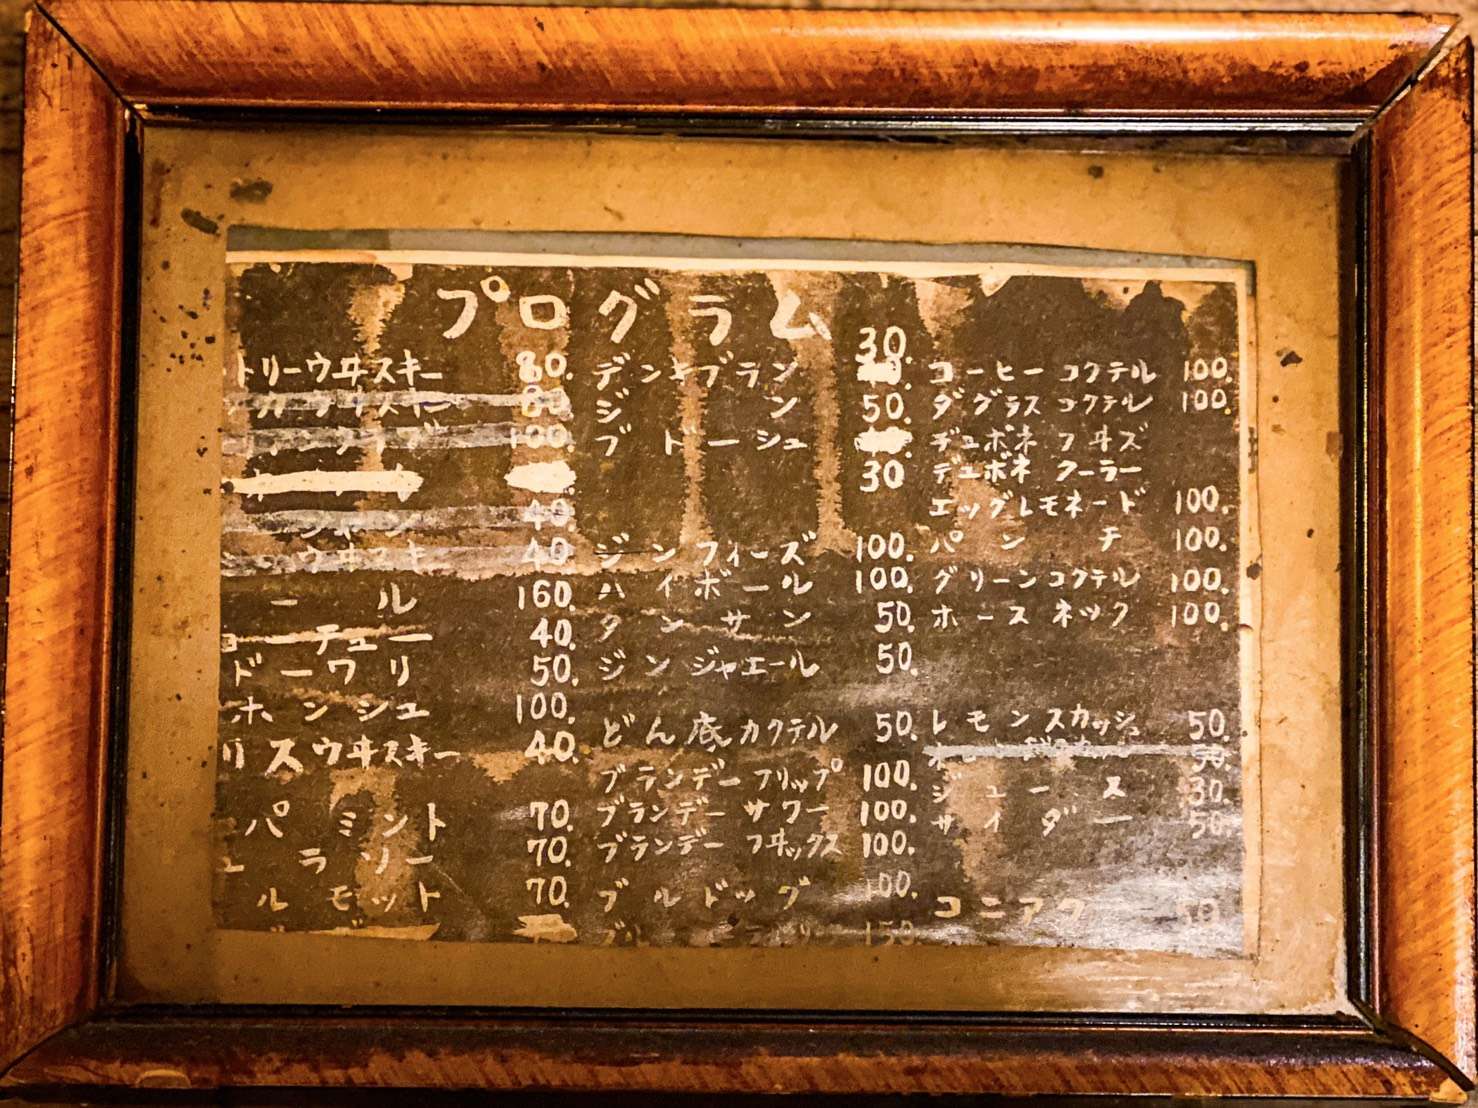 プログラム
トリーウヰスキー 80.
100.
40.
ウヰスキ 40.
ール 160.
ョーチュー 40.
ドーワリ 50.
ホンシュ 100.
リスウヰスキー 40.
パミント 70.
ュラソー 70.
ルモット 70.
デンキブラン 30.
ジン 50.
ブドーシュ 30
ジンフィーズ 100.
ハイボール 100.
タンサン 50.
ジンジャエール 50.
どん底カクテル 50.
ブランデーフリップ 100.
ブランデーサワー 100.
ブランデーフヰックス 100.
ブルドッグ 100.
150.
コーヒーコクテル 100.
ダグラスコクテル 100.
デュボネフヰズ
デュボネクーラー
エッグレモネード 100.
パンチ 100.
グリーンコクテル 100.
ホースネック 100.
レモンスカッシュ 50.
50.
ジュース 30.
サイダー 50.
コニアク